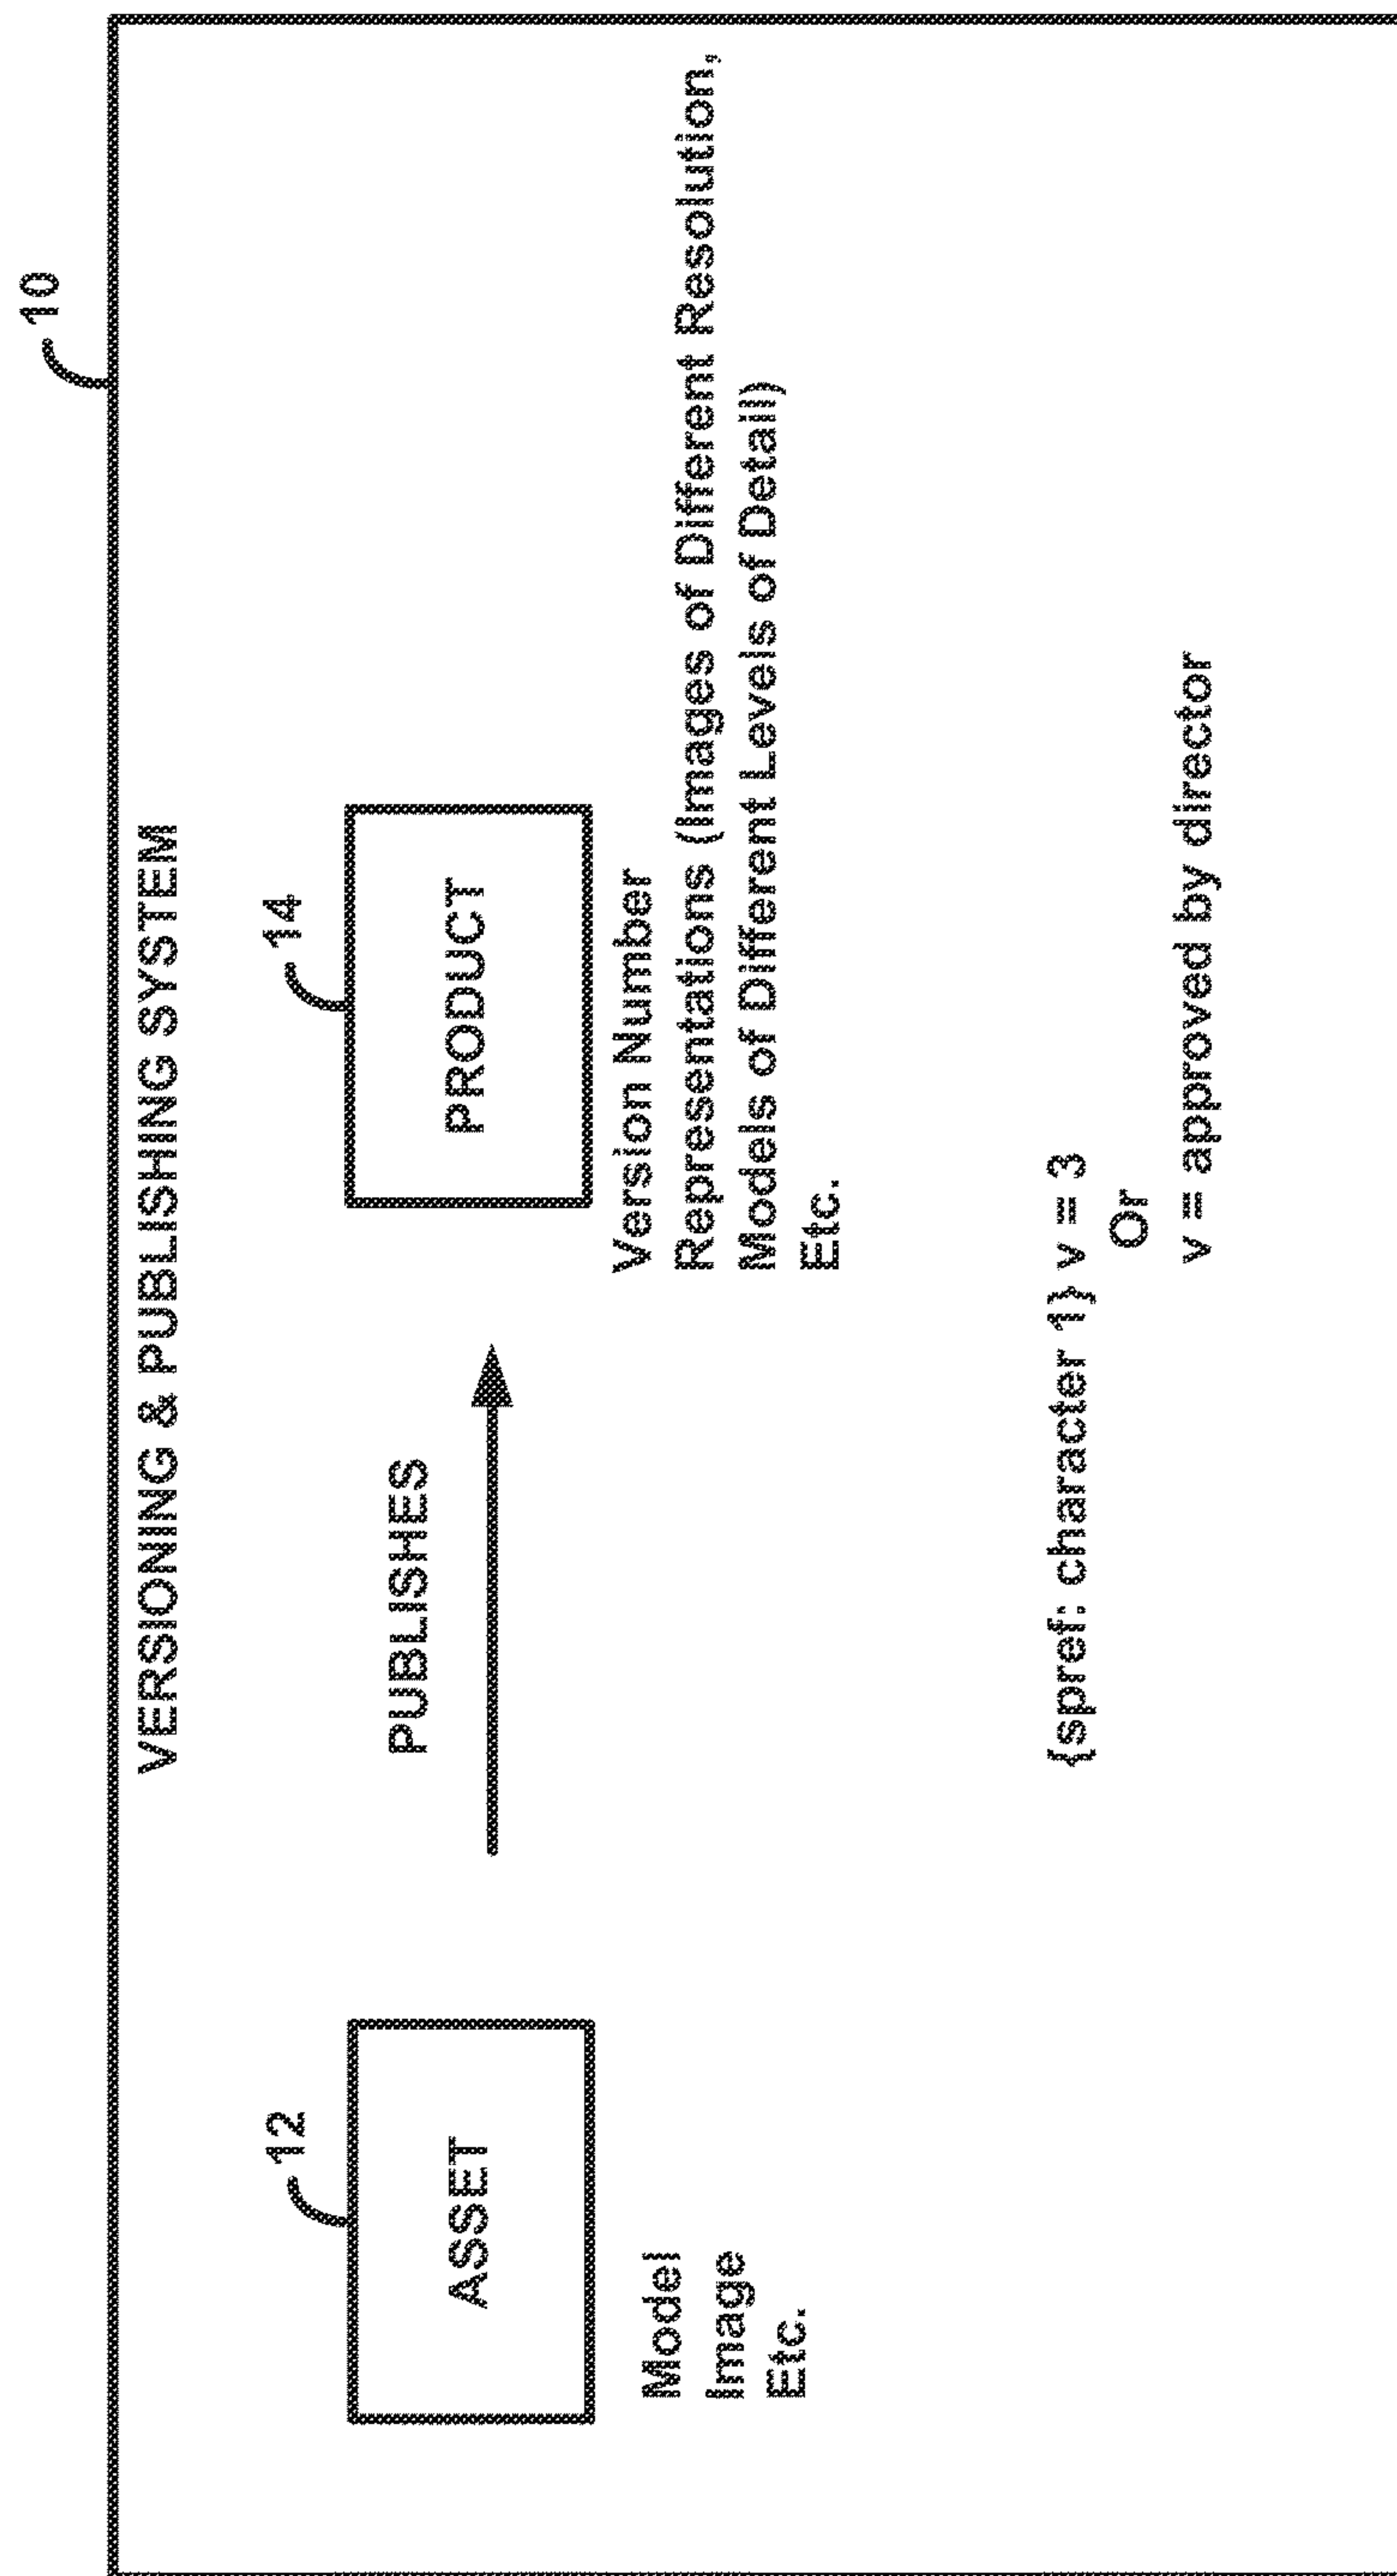 10
VERSIONING & PUBLISHING SYSTEM
12
ASSET
Model
Image
Etc.
PUBLISHES
14
PRODUCT
Version Number
Representations (Images of Different Resolution,
Models of Different Levels of Detail)
Etc.
{spref: character 1} v = 3
Or
v = approved by director